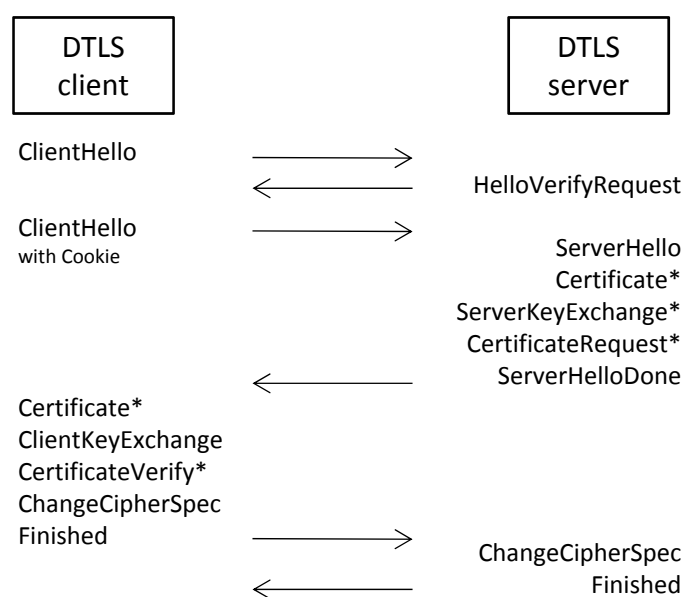 DTLS
client
DTLS
server
ClientHello
HelloVerifyRequest
ClientHello
with Cookie
ServerHello
Certificate*
ServerKeyExchange*
CertificateRequest*
ServerHelloDone
Certificate*
ClientKeyExchange
CertificateVerify*
ChangeCipherSpec
Finished
ChangeCipherSpec
Finished